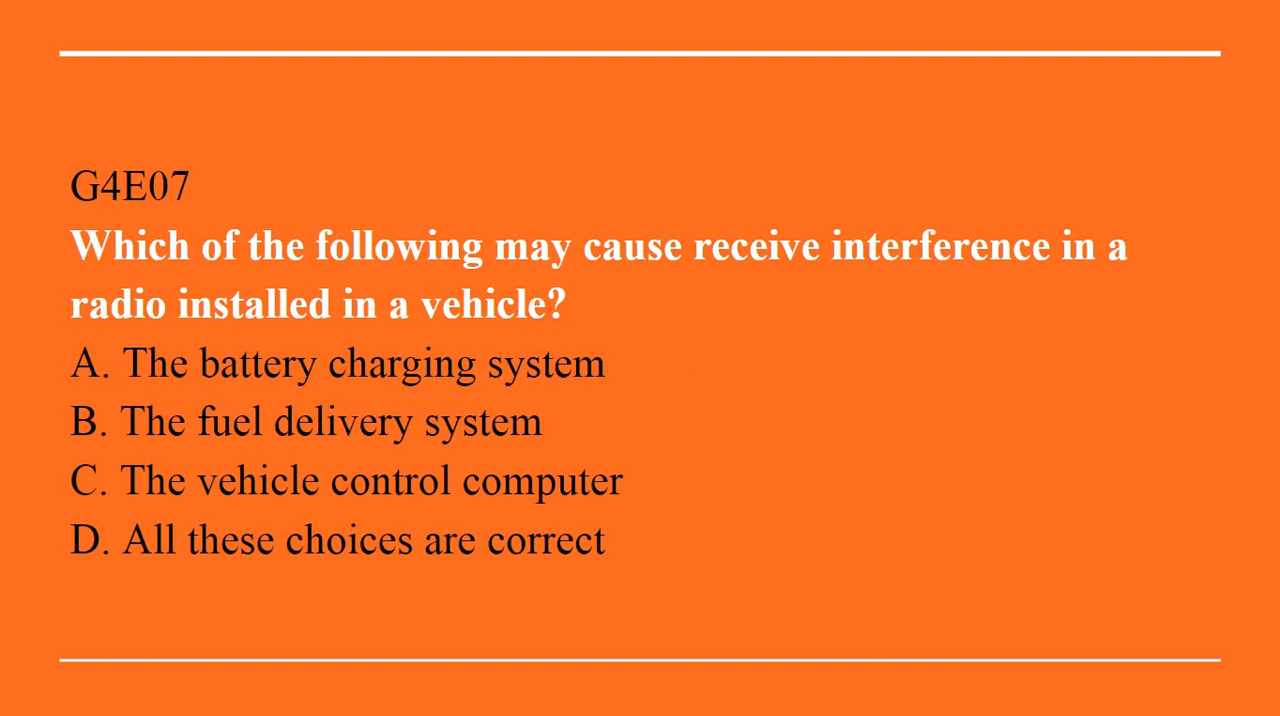 G4E07
Which of the following may cause receive interference in a
radio installed in a vehicle?
A. The battery charging system
B. The fuel delivery system
C. The vehicle control computer
D. All these choices are correct